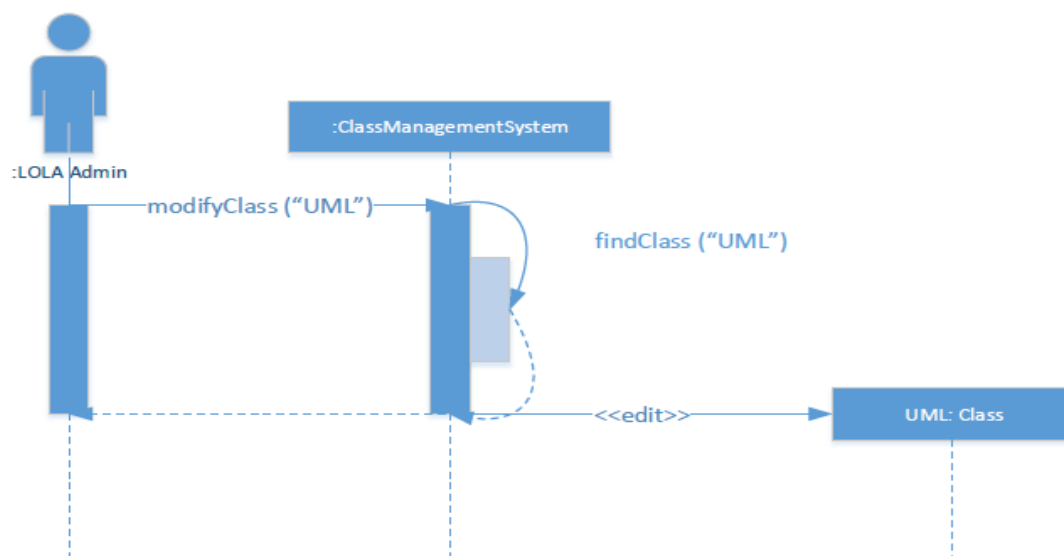 :ClassManagementSystem
:LOLA Admin
modifyClass (“UML”)
findClass (“UML”)
<<edit>>
UML: Class